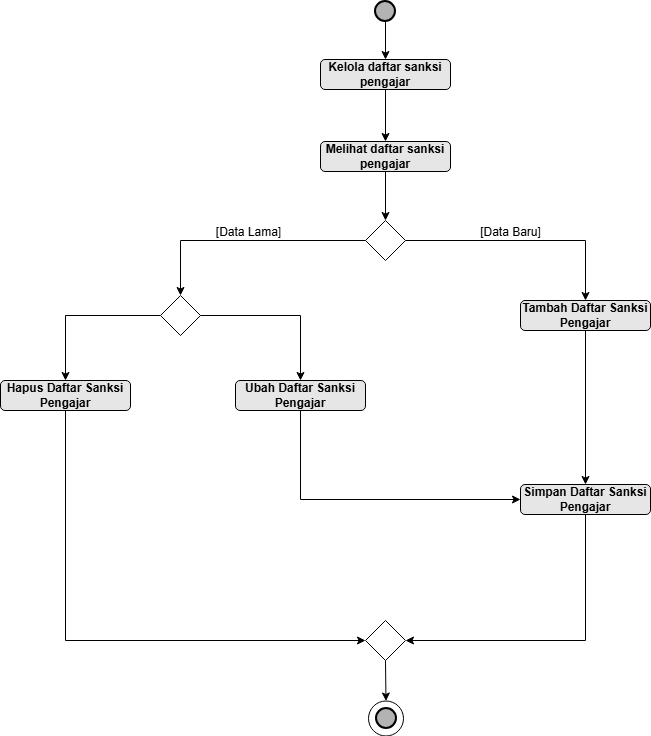 Kelola daftar sanksi
pengajar
Melihat daftar sanksi
pengajar
[Data Lama]
[Data Baru]
Tambah Daftar Sanksi
Pengajar
Hapus Daftar Sanksi
Pengajar
Ubah Daftar Sanksi
Pengajar
Simpan Daftar Sanksi
Pengajar